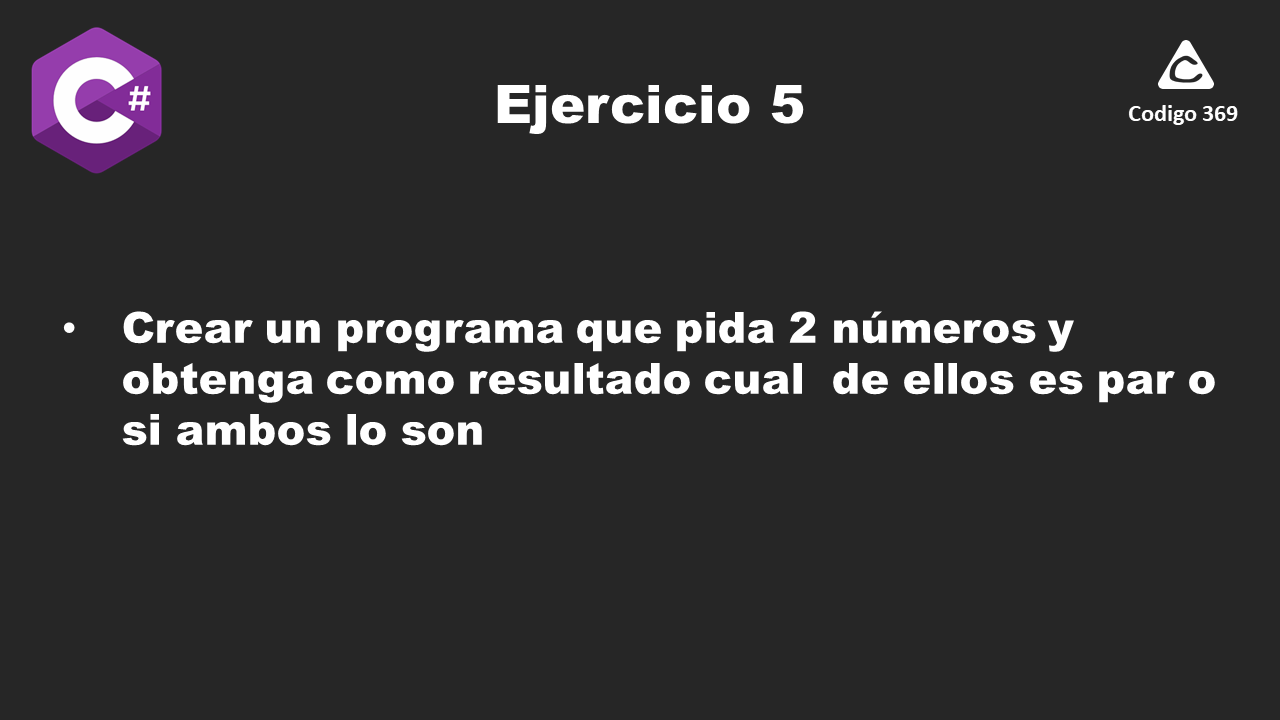 C#
Ejercicio 5
Codigo 369
• Crear un programa que pida 2 números y
obtenga como resultado cual  de ellos es par o
si ambos lo son